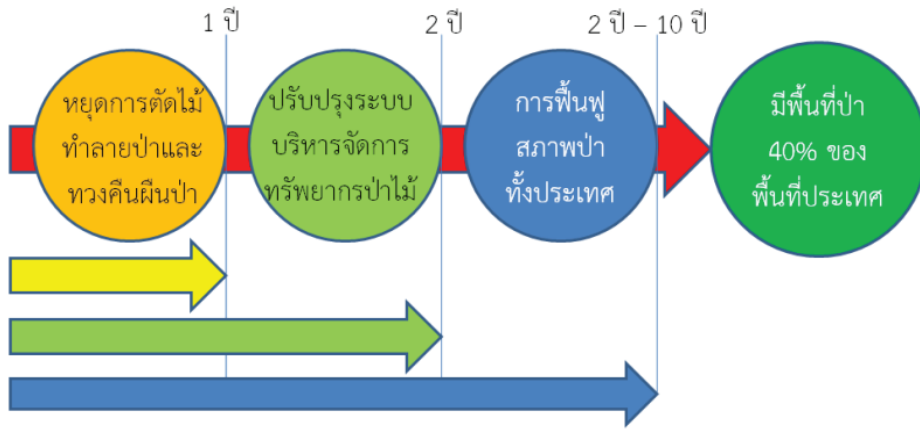 1 ปี
2 ปี
2 ปี – 10 ปี
หยุดการตัดไม้
ทำลายป่าและ
ทวงคืนผืนป่า
ปรับปรุงระบบ
บริหารจัดการ
ทรัพยากรป่าไม้
การฟื้นฟู
สภาพป่า
ทั้งประเทศ
มีพื้นที่ป่า
40% ของ
พื้นที่ประเทศ